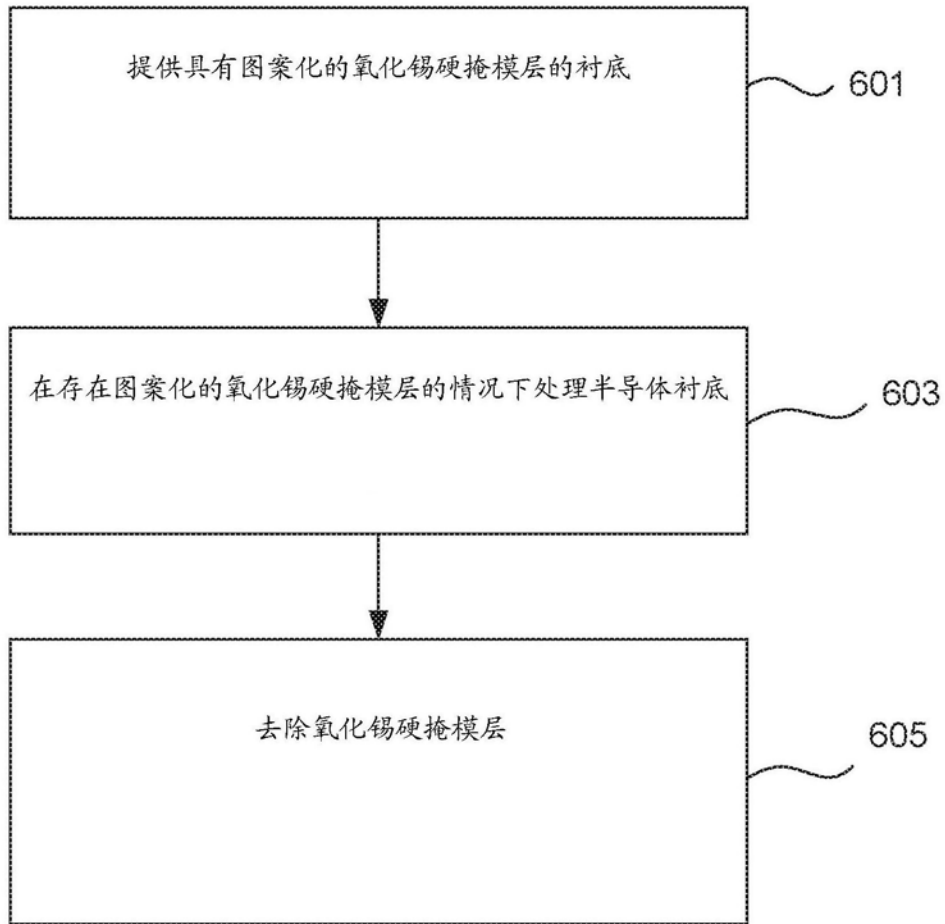 提供具有图案化的氧化锡硬掩模层的衬底
601
在存在图案化的氧化锡硬掩模层的情况下处理半导体衬底
603
去除氧化锡硬掩模层
605